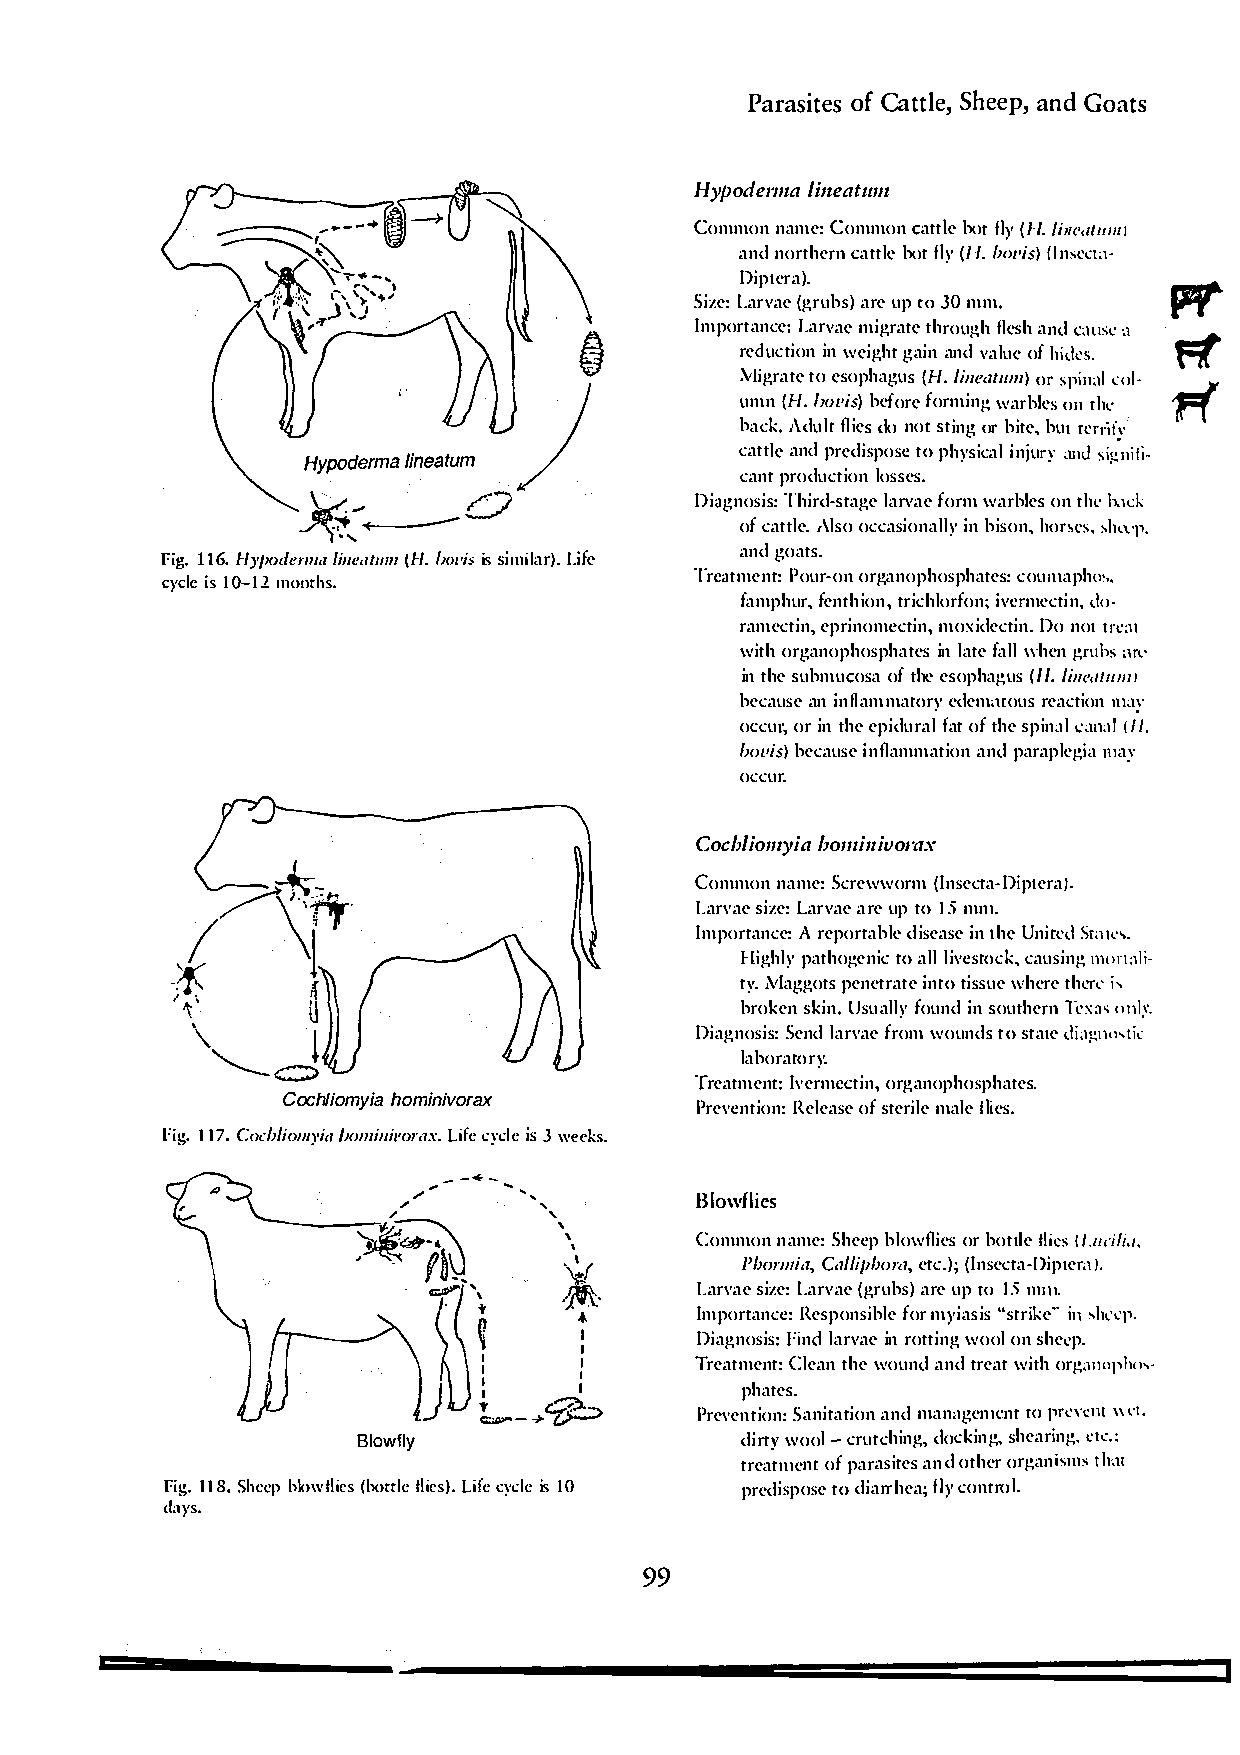 Parasites of Cattle, Sheep, and Goats
Hypoderma lineatum
Fig. 116. Hypoderma lineatum (H. bovis is similar). Life
cycle is 10–12 months.
Cochliomyia hominivorax
Fig. 117. Cochliomyia hominivorax. Life cycle is 3 weeks.
Blowfly
Fig. 118. Sheep blowflies (bottle flies). Life cycle is 10
days.
Hypoderma lineatum
Common name: Common cattle bot fly (H. lineatum)
and northern cattle bot fly (H. bovis) (Insecta-
Diptera).
Size: Larvae (grubs) are up to 30 mm.
Importance: Larvae migrate through flesh and cause a
reduction in weight gain and value of hides.
Migrate to esophagus (H. lineatum) or spinal col-
umn (H. bovis) before forming warbles on the
back. Adult flies do not sting or bite, but terrify
cattle and predispose to physical injury and signifi-
cant production losses.
Diagnosis: Third-stage larvae form warbles on the back
of cattle. Also occasionally in bison, horses, sheep,
and goats.
Treatment: Pour-on organophosphates: coumaphos,
famphur, fenthion, trichlorfon; ivermectin, do-
ramectin, eprinomectin, moxidectin. Do not treat
with organophosphates in late fall when grubs are
in the submucosa of the esophagus (H. lineatum)
because an inflammatory edematous reaction may
occur, or in the epidural fat of the spinal canal (H.
bovis) because inflammation and paraplegia may
occur.
Cochliomyia hominivorax
Common name: Screwworm (Insecta-Diptera).
Larvae size: Larvae are up to 15 mm.
Importance: A reportable disease in the United States.
Highly pathogenic to all livestock, causing mortali-
ty. Maggots penetrate into tissue where there is
broken skin. Usually found in southern Texas only.
Diagnosis: Send larvae from wounds to state diagnostic
laboratory.
Treatment: Ivermectin, organophosphates.
Prevention: Release of sterile male flies.
Blowflies
Common name: Sheep blowflies or bottle flies (Lucilia,
Phormia, Calliphora, etc.); (Insecta-Diptera).
Larvae size: Larvae (grubs) are up to 15 mm.
Importance: Responsible for myiasis “strike” in sheep.
Diagnosis: Find larvae in rotting wool on sheep.
Treatment: Clean the wound and treat with organophos-
phates.
Prevention: Sanitation and management to prevent wet,
dirty wool – crutching, docking, shearing, etc.;
treatment of parasites and other organisms that
predispose to diarrhea; fly control.
99